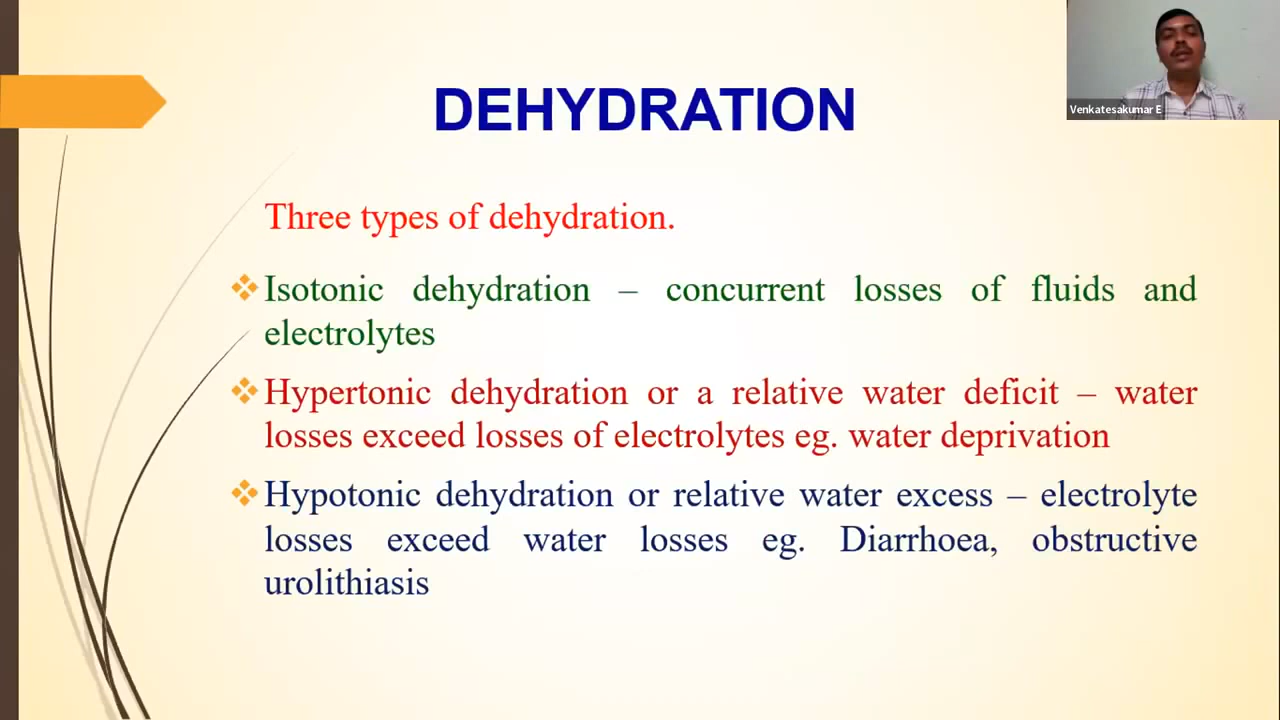 Venkatesakumar E
DEHYDRATION
Three types of dehydration.
Isotonic dehydration – concurrent losses of fluids and
electrolytes
Hypertonic dehydration or a relative water deficit – water
losses exceed losses of electrolytes eg. water deprivation
Hypotonic dehydration or relative water excess – electrolyte
losses exceed water losses eg. Diarrhoea, obstructive
urolithiasis